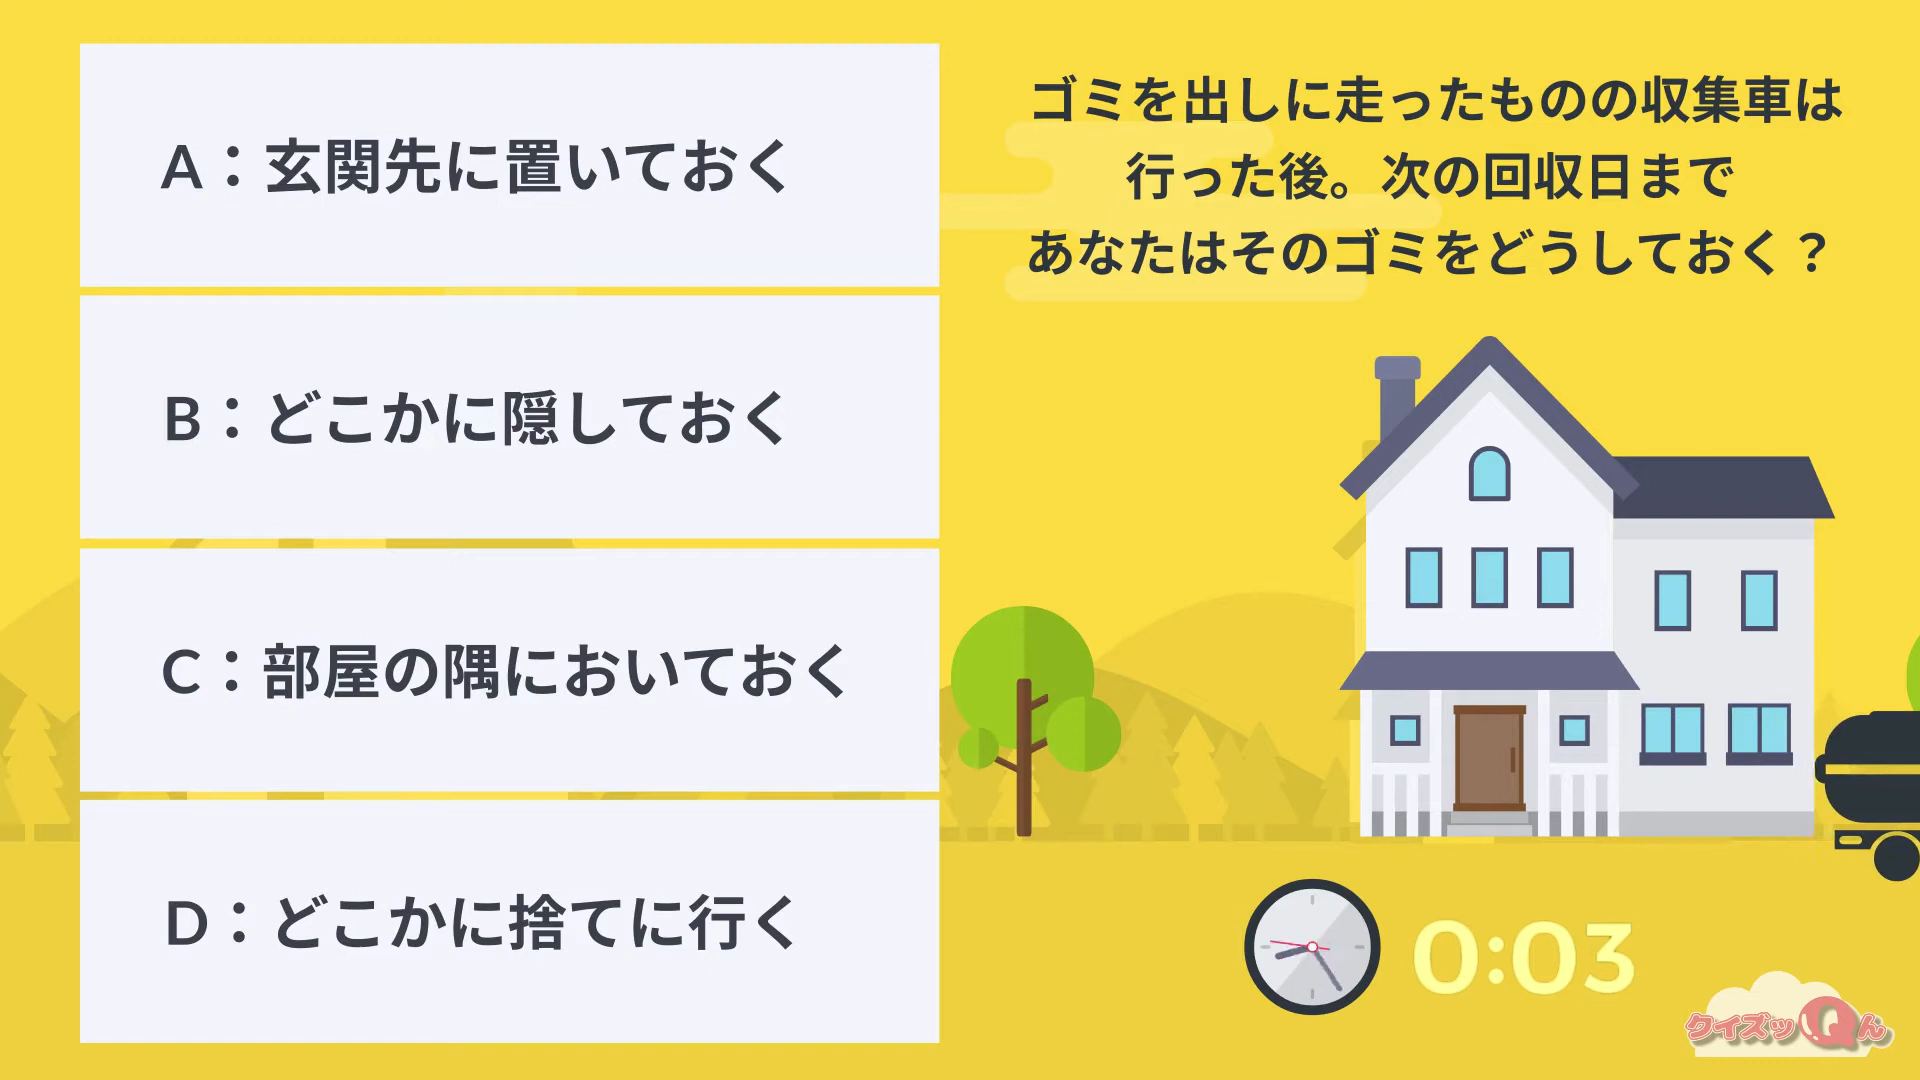 ゴミを出しに走ったものの収集車は
行った後。次の回収日まで
あなたはそのゴミをどうしておく？
A：玄関先に置いておく
B：どこかに隠しておく
C：部屋の隅においておく
D：どこかに捨てに行く
0:03
クイズッQん